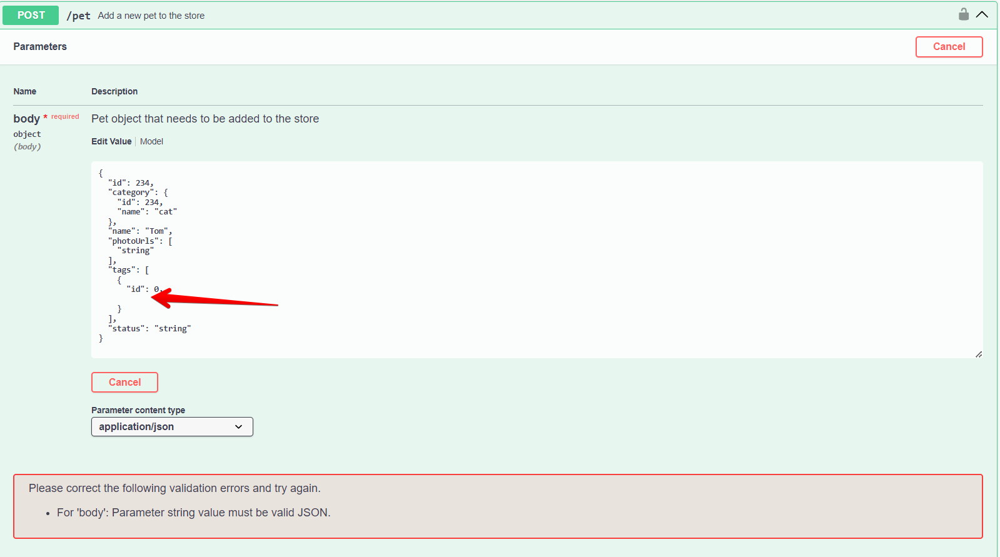 POST /pet Add a new pet to the store
Parameters
Cancel
Name Description
body * required Pet object that needs to be added to the store
object
(body)
Edit Value Model
{
  "id": 234,
  "category": {
    "id": 234,
    "name": "cat"
  },
  "name": "Tom",
  "photoUrls": [
    "string"
  ],
  "tags": [
    {
      "id": 0,
    }
  ],
  "status": "string"
}
Cancel
Parameter content type
application/json
Please correct the following validation errors and try again.
• For 'body': Parameter string value must be valid JSON.